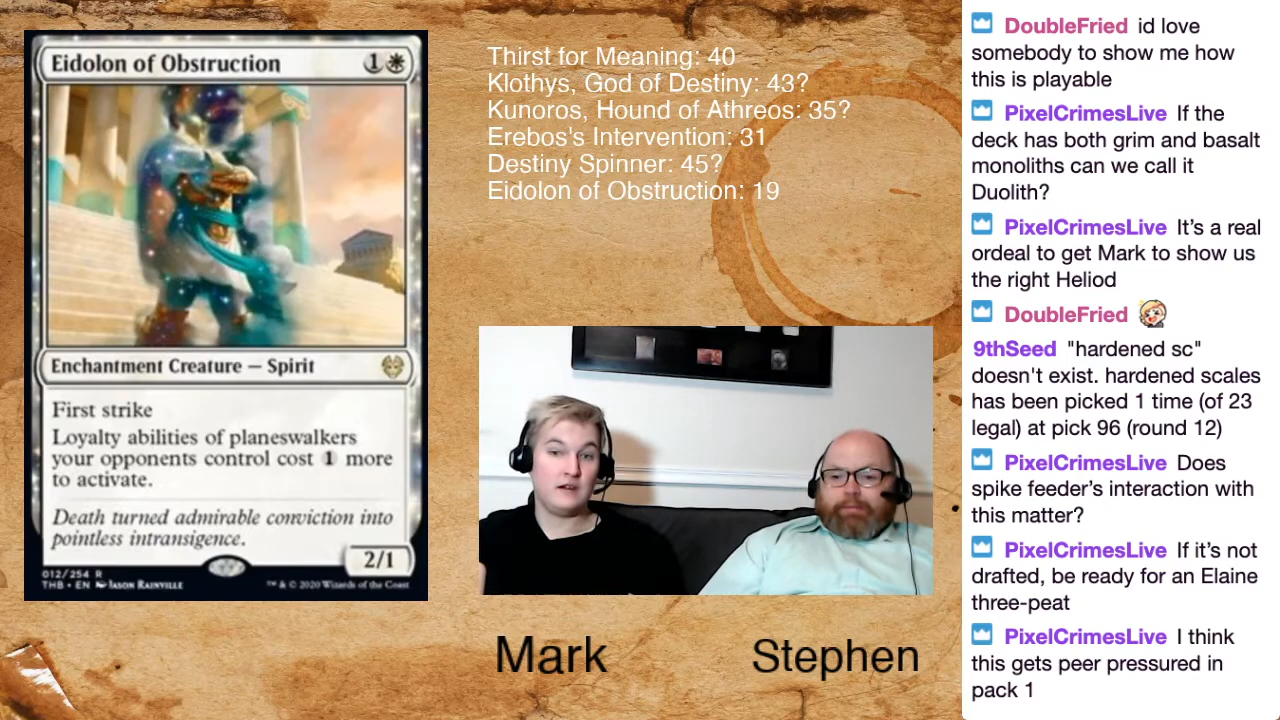 Eidolon of Obstruction 1
Enchantment Creature — Spirit
First strike
Loyalty abilities of planeswalkers
your opponents control cost 1 more
to activate.
Death turned admirable conviction into
pointless intransigence.
2/1
012/254 R
THB • EN Jason Rainville
™ & © 2020 Wizards of the Coast
Thirst for Meaning: 40
Klothys, God of Destiny: 43?
Kunoros, Hound of Athreos: 35?
Erebos's Intervention: 31
Destiny Spinner: 45?
Eidolon of Obstruction: 19
Mark
Stephen
DoubleFried id love
somebody to show me how
this is playable
PixelCrimesLive If the
deck has both grim and basalt
monoliths can we call it
Duolith?
PixelCrimesLive It’s a real
ordeal to get Mark to show us
the right Heliod
DoubleFried
9thSeed "hardened sc"
doesn't exist. hardened scales
has been picked 1 time (of 23
legal) at pick 96 (round 12)
PixelCrimesLive Does
spike feeder’s interaction with
this matter?
PixelCrimesLive If it’s not
drafted, be ready for an Elaine
three-peat
PixelCrimesLive I think
this gets peer pressured in
pack 1